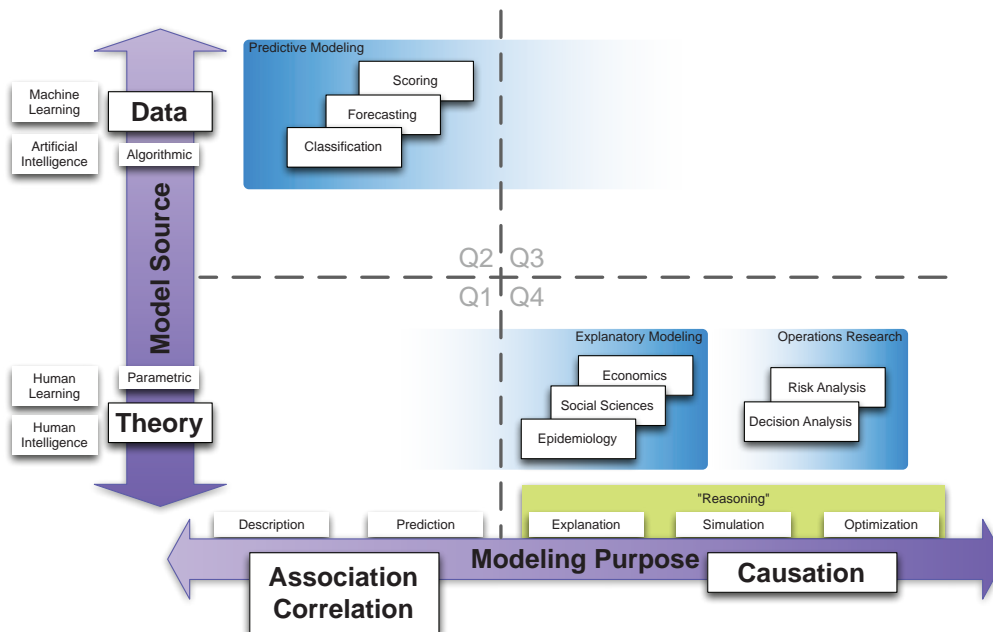 Predictive Modeling
Scoring
Forecasting
Classification
Machine
Learning
Data
Artificial
Intelligence
Algorithmic
Model Source
Q2 Q3
Q1 Q4
Explanatory Modeling
Economics
Social Sciences
Epidemiology
Operations Research
Risk Analysis
Decision Analysis
Human
Learning
Parametric
Theory
Human
Intelligence
"Reasoning"
Description
Prediction
Explanation
Simulation
Optimization
Modeling Purpose
Association
Correlation
Causation